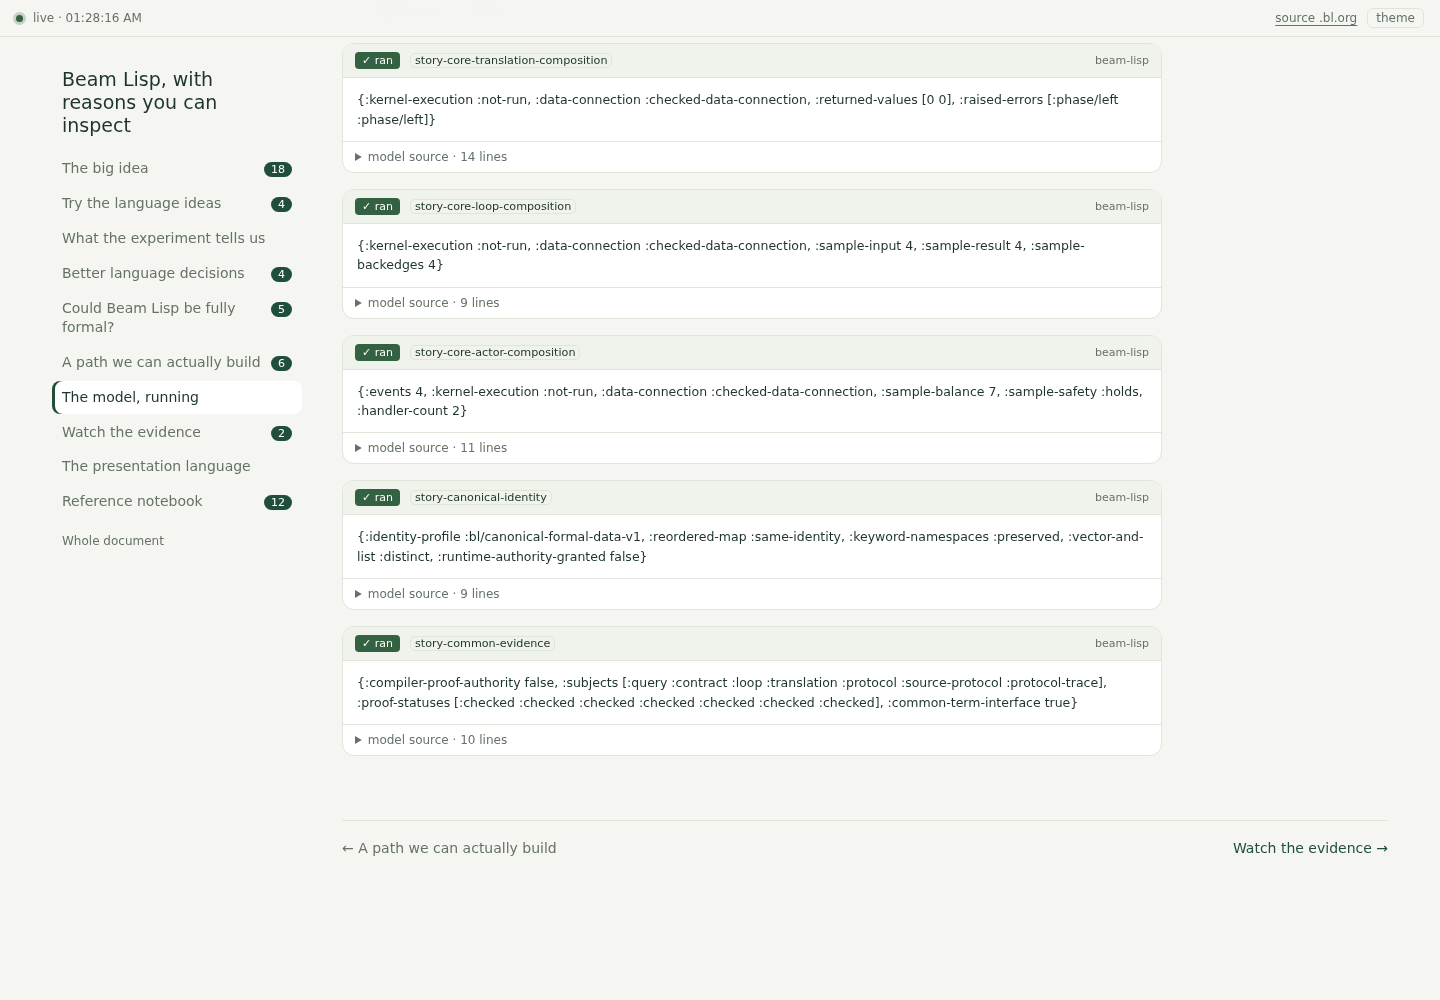 live · 01:28:16 AM
source .bl.org
theme
Beam Lisp, with
reasons you can
inspect
The big idea 18
Try the language ideas 4
What the experiment tells us
Better language decisions 4
Could Beam Lisp be fully
formal? 5
A path we can actually build 6
The model, running
Watch the evidence 2
The presentation language
Reference notebook 12
Whole document
✓ ran story-core-translation-composition beam-lisp
{:kernel-execution :not-run, :data-connection :checked-data-connection, :returned-values [0 0], :raised-errors [:phase/left
:phase/left]}
▶ model source · 14 lines
✓ ran story-core-loop-composition beam-lisp
{:kernel-execution :not-run, :data-connection :checked-data-connection, :sample-input 4, :sample-result 4, :sample-
backedges 4}
▶ model source · 9 lines
✓ ran story-core-actor-composition beam-lisp
{:events 4, :kernel-execution :not-run, :data-connection :checked-data-connection, :sample-balance 7, :sample-safety :holds,
:handler-count 2}
▶ model source · 11 lines
✓ ran story-canonical-identity beam-lisp
{:identity-profile :bl/canonical-formal-data-v1, :reordered-map :same-identity, :keyword-namespaces :preserved, :vector-and-
list :distinct, :runtime-authority-granted false}
▶ model source · 9 lines
✓ ran story-common-evidence beam-lisp
{:compiler-proof-authority false, :subjects [:query :contract :loop :translation :protocol :source-protocol :protocol-trace],
:proof-statuses [:checked :checked :checked :checked :checked :checked :checked], :common-term-interface true}
▶ model source · 10 lines
← A path we can actually build
Watch the evidence →